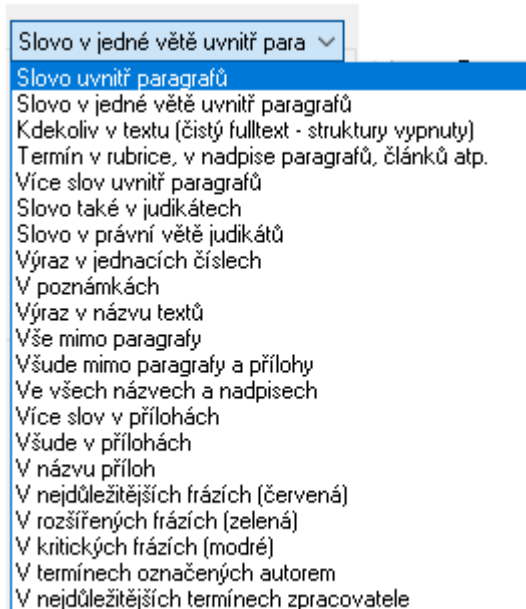 Slovo v jedné větě uvnitř para
Slovo uvnitř paragrafů
Slovo v jedné větě uvnitř paragrafů
Kdekoliv v textu (čistý fulltext - struktury vypnuty)
Termín v rubrice, v nadpise paragrafů, článků atp.
Více slov uvnitř paragrafů
Slovo také v judikátech
Slovo v právní větě judikátů
Výraz v jednacích číslech
V poznámkách
Výraz v názvu textů
Vše mimo paragrafy
Všude mimo paragrafy a přílohy
Ve všech názvech a nadpisech
Více slov v přílohách
Všude v přílohách
V názvu příloh
V nejdůležitějších frázích (červená)
V rozšířených frázích (zelená)
V kritických frázích (modré)
V termínech označených autorem
V nejdůležitějších termínech zpracovatele